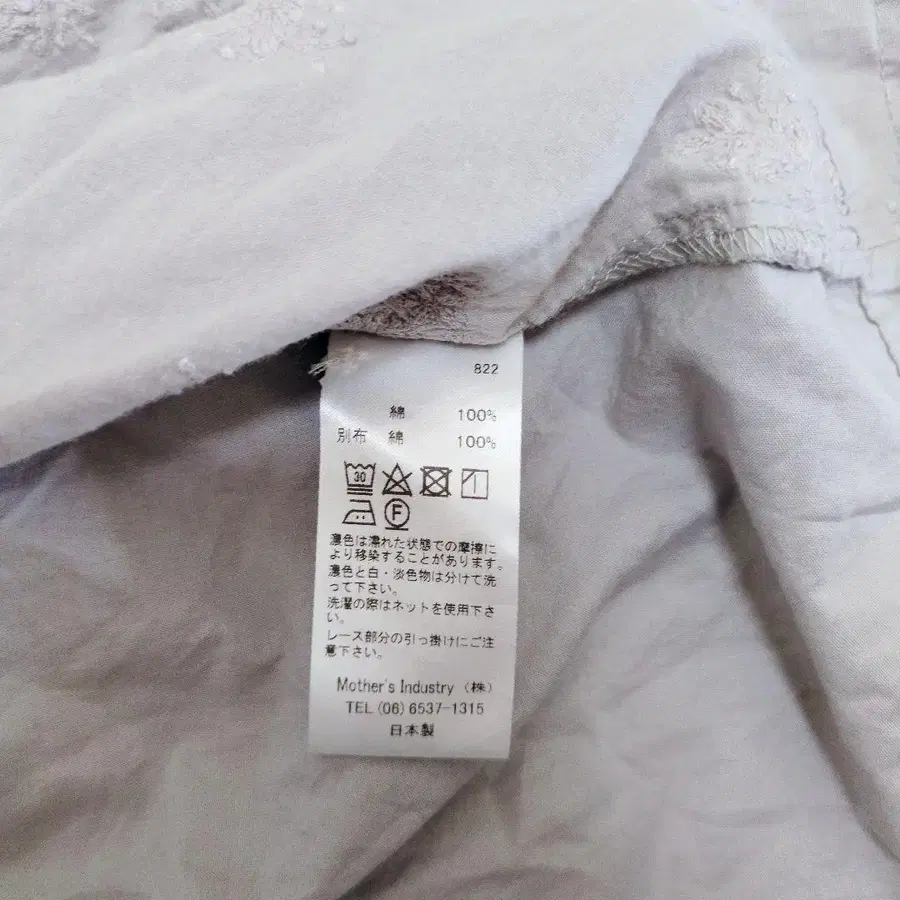 822
綿 100%
別布 綿 100%
30
F
濃色は濡れた状態での摩擦に
より移染することがあります。
濃色と白・淡色物は分けて洗
って下さい。
洗濯の際はネットを使用下さ
い。
レース部分の引っ掛けにご注
意下さい。
Mother's Industry (株)
TEL (06) 6537-1315
日本製